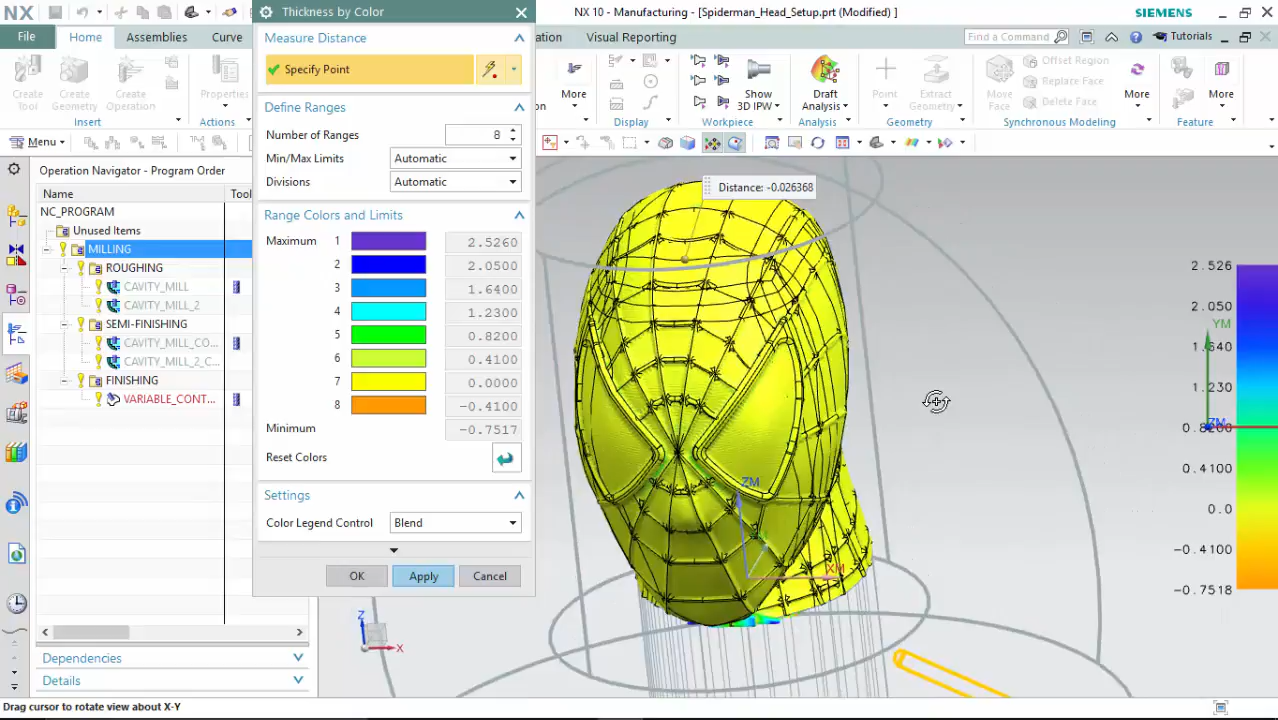 NX
Thickness by Color
NX 10 - Manufacturing - [Spiderman_Head_Setup.prt (Modified) ]
SIEMENS
File
Home
Assemblies
Curve
Visual Reporting
Find a Command
Tutorials
Create Tool
Create Geometry
Create Operation
Properties
Insert
Actions
More
Display
Show 3D IPW
Workpiece
Draft Analysis
Analysis
Point
Extract Geometry
Geometry
Move Face
Offset Region
Replace Face
Delete Face
More
Synchronous Modeling
More
Feature
Menu
Operation Navigator - Program Order
Name
Tool
NC_PROGRAM
Unused Items
MILLING
ROUGHING
CAVITY_MILL
CAVITY_MILL_2
SEMI-FINISHING
CAVITY_MILL_CO...
CAVITY_MILL_2_C...
FINISHING
VARIABLE_CONT...
Dependencies
Details
Measure Distance
Specify Point
Define Ranges
Number of Ranges 8
Min/Max Limits Automatic
Divisions Automatic
Range Colors and Limits
Maximum 1 2.5260
2 2.0500
3 1.6400
4 1.2300
5 0.8200
6 0.4100
7 0.0000
8 -0.4100
Minimum -0.7517
Reset Colors
Settings
Color Legend Control Blend
OK Apply Cancel
Distance: -0.026368
ZM
XM
Z
X
2.526
2.050
YM
1.640
1.230
ZM
0.8200
0.4100
0.0
-0.4100
-0.7518
Drag cursor to rotate view about X-Y